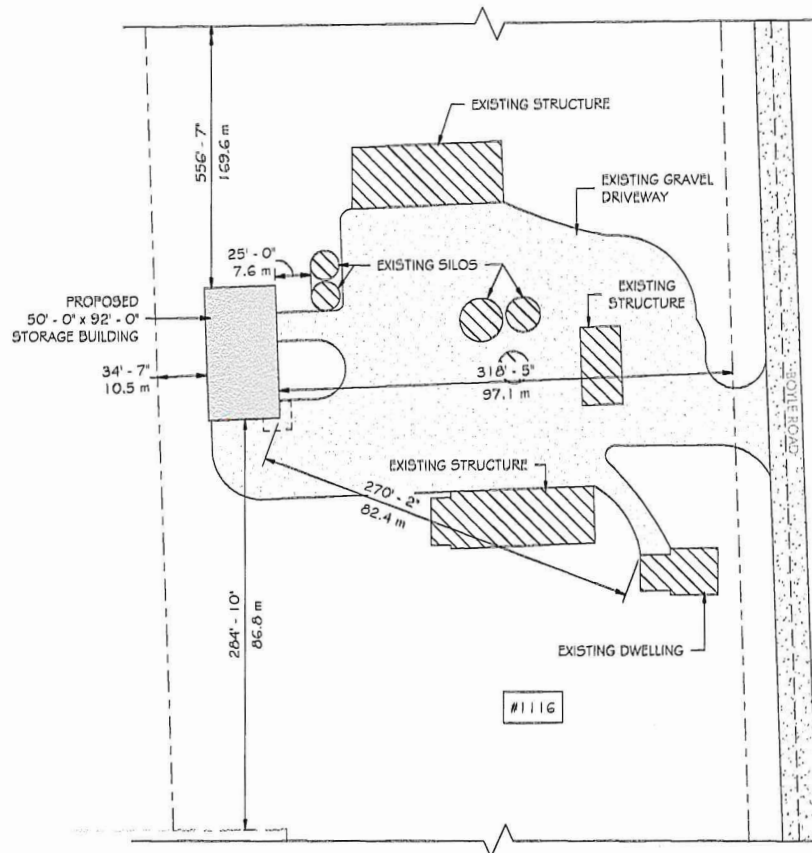 EXISTING STRUCTURE
556' - 7"
169.6 m
EXISTING GRAVEL
DRIVEWAY
25' - 0"
7.6 m
EXISTING SILOS
EXISTING
STRUCTURE
PROPOSED
50' - 0" x 92' - 0"
STORAGE BUILDING
34' - 7"
10.5 m
318' - 5"
97.1 m
BOYLE ROAD
EXISTING STRUCTURE
270' - 2"
82.4 m
284' - 10"
86.8 m
EXISTING DWELLING
#1116